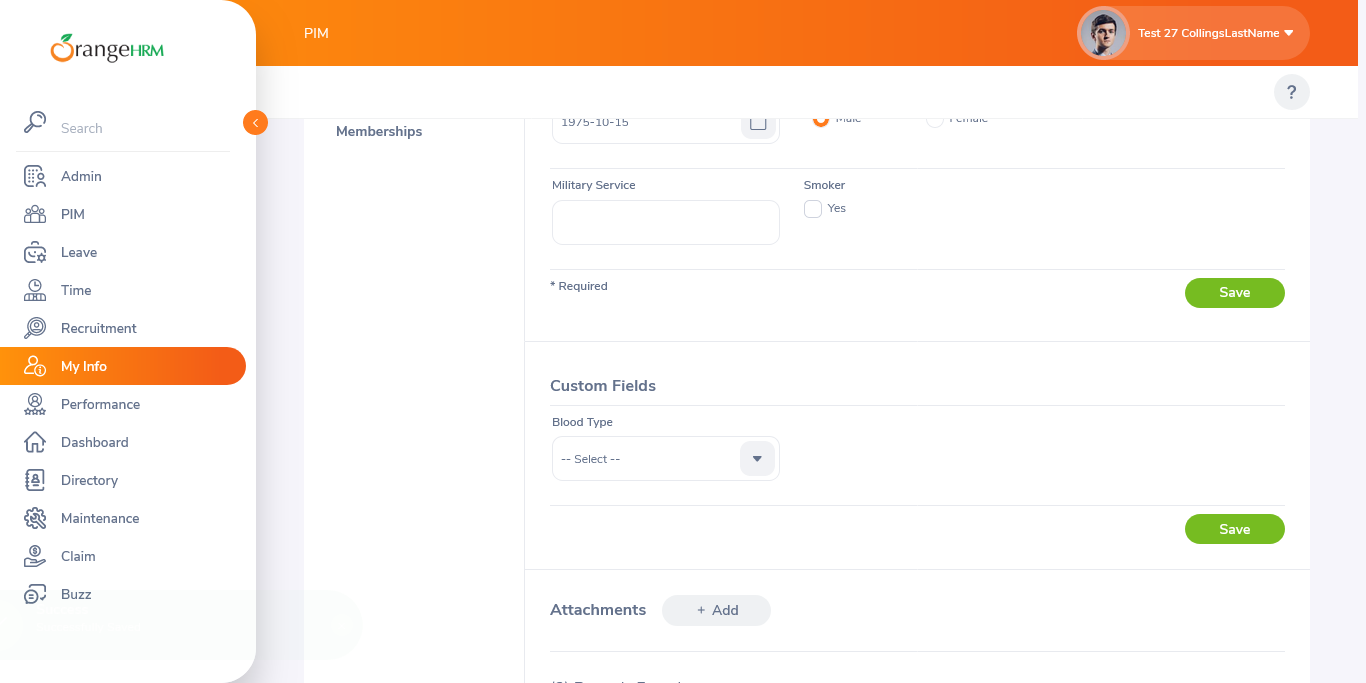 OrangeHRM
PIM
Test 27 CollingsLastName
Search
?
Admin
PIM
Leave
Time
Recruitment
My Info
Performance
Dashboard
Directory
Maintenance
Claim
Buzz
Memberships
1975-10-15
Male
Female
Military Service
Smoker
Yes
* Required
Save
Custom Fields
Blood Type
-- Select --
Save
Attachments
+ Add